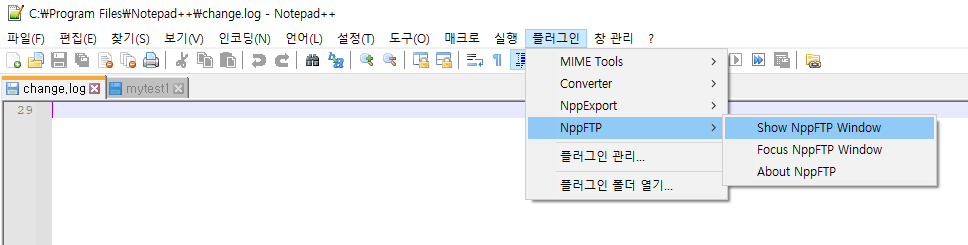 C:₩Program Files₩Notepad++₩change.log - Notepad++
파일(F) 편집(E) 찾기(S) 보기(V) 인코딩(N) 언어(L) 설정(T) 도구(O) 매크로 실행 플러그인 창 관리 ?
change.log mytest1
29
MIME Tools
Converter
NppExport
NppFTP
플러그인 관리...
플러그인 폴더 열기...
Show NppFTP Window
Focus NppFTP Window
About NppFTP